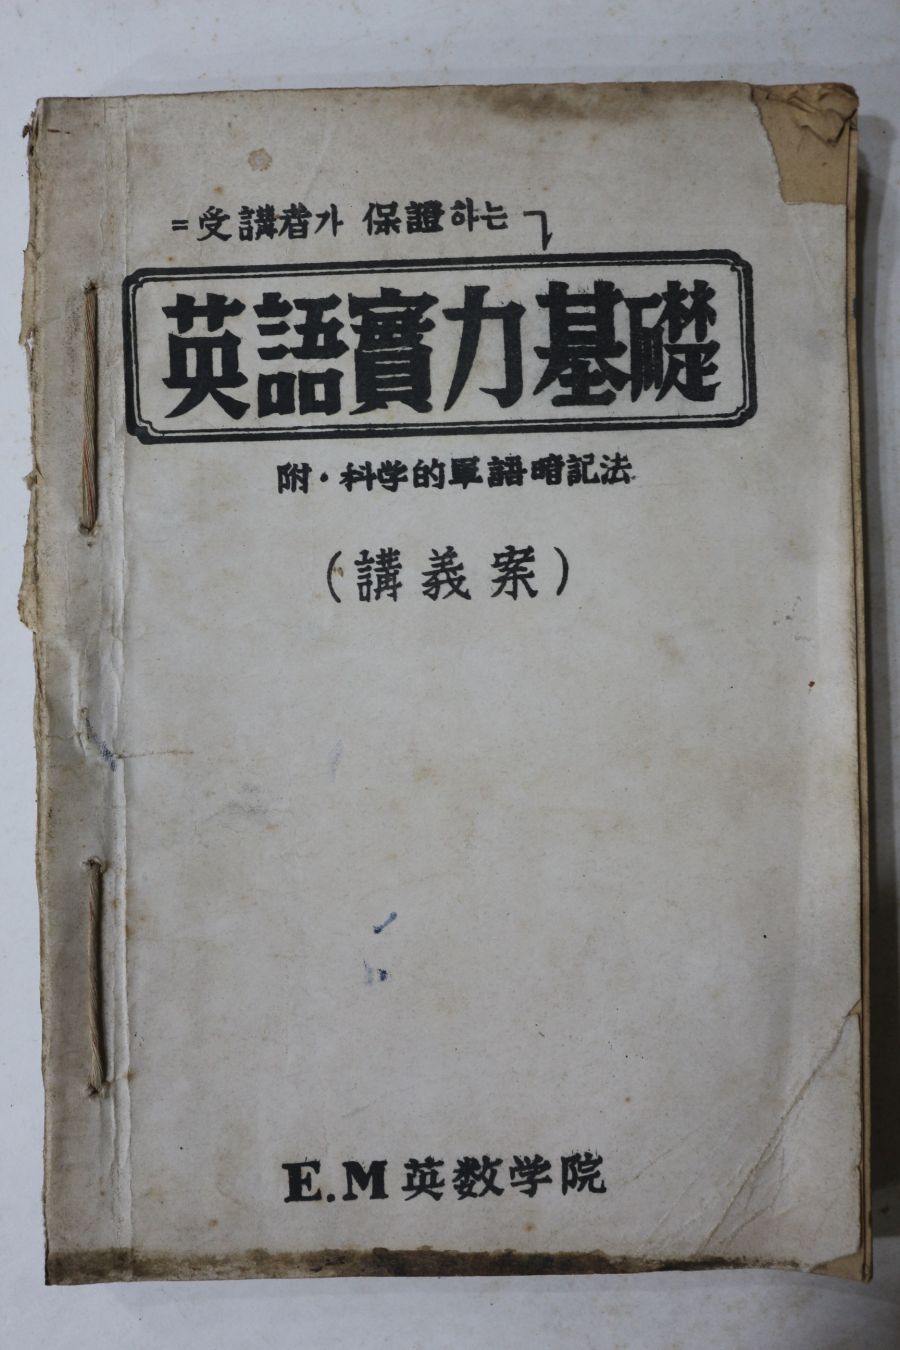 =受講者가 保證하는
英語實力基礎
附·科学的單語暗記法
(講義案)
E.M英数学院